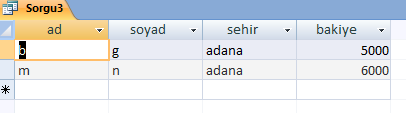 Sorgu3
ad soyad sehir bakiye
b g adana 5000
m n adana 6000
*